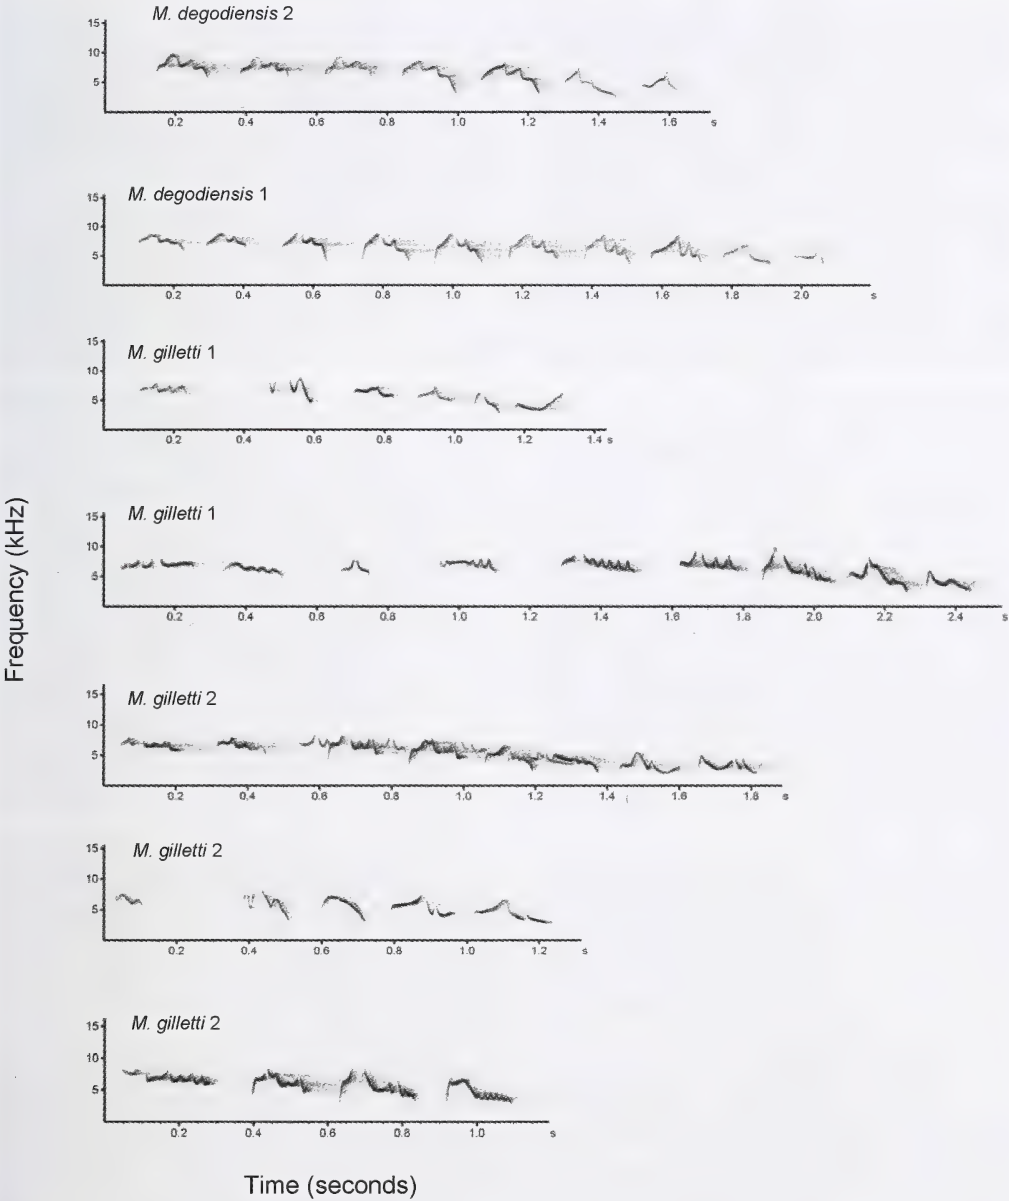 M. degodiensis 2
15
10
5
0.2 0.4 0.6 0.8 1.0 1.2 1.4 1.6 s
M. degodiensis 1
15
10
5
0.2 0.4 0.6 0.8 1.0 1.2 1.4 1.6 1.8 2.0 s
M. gilletti 1
15
10
5
0.2 0.4 0.6 0.8 1.0 1.2 1.4 s
M. gilletti 1
15
10
5
0.2 0.4 0.6 0.8 1.0 1.2 1.4 1.6 1.8 2.0 2.2 2.4 s
Frequency (kHz)
M. gilletti 2
15
10
5
0.2 0.4 0.6 0.8 1.0 1.2 1.4 1.6 1.8 s
M. gilletti 2
15
10
5
0.2 0.4 0.6 0.8 1.0 1.2 s
M. gilletti 2
15
10
5
0.2 0.4 0.6 0.8 1.0 s
Time (seconds)